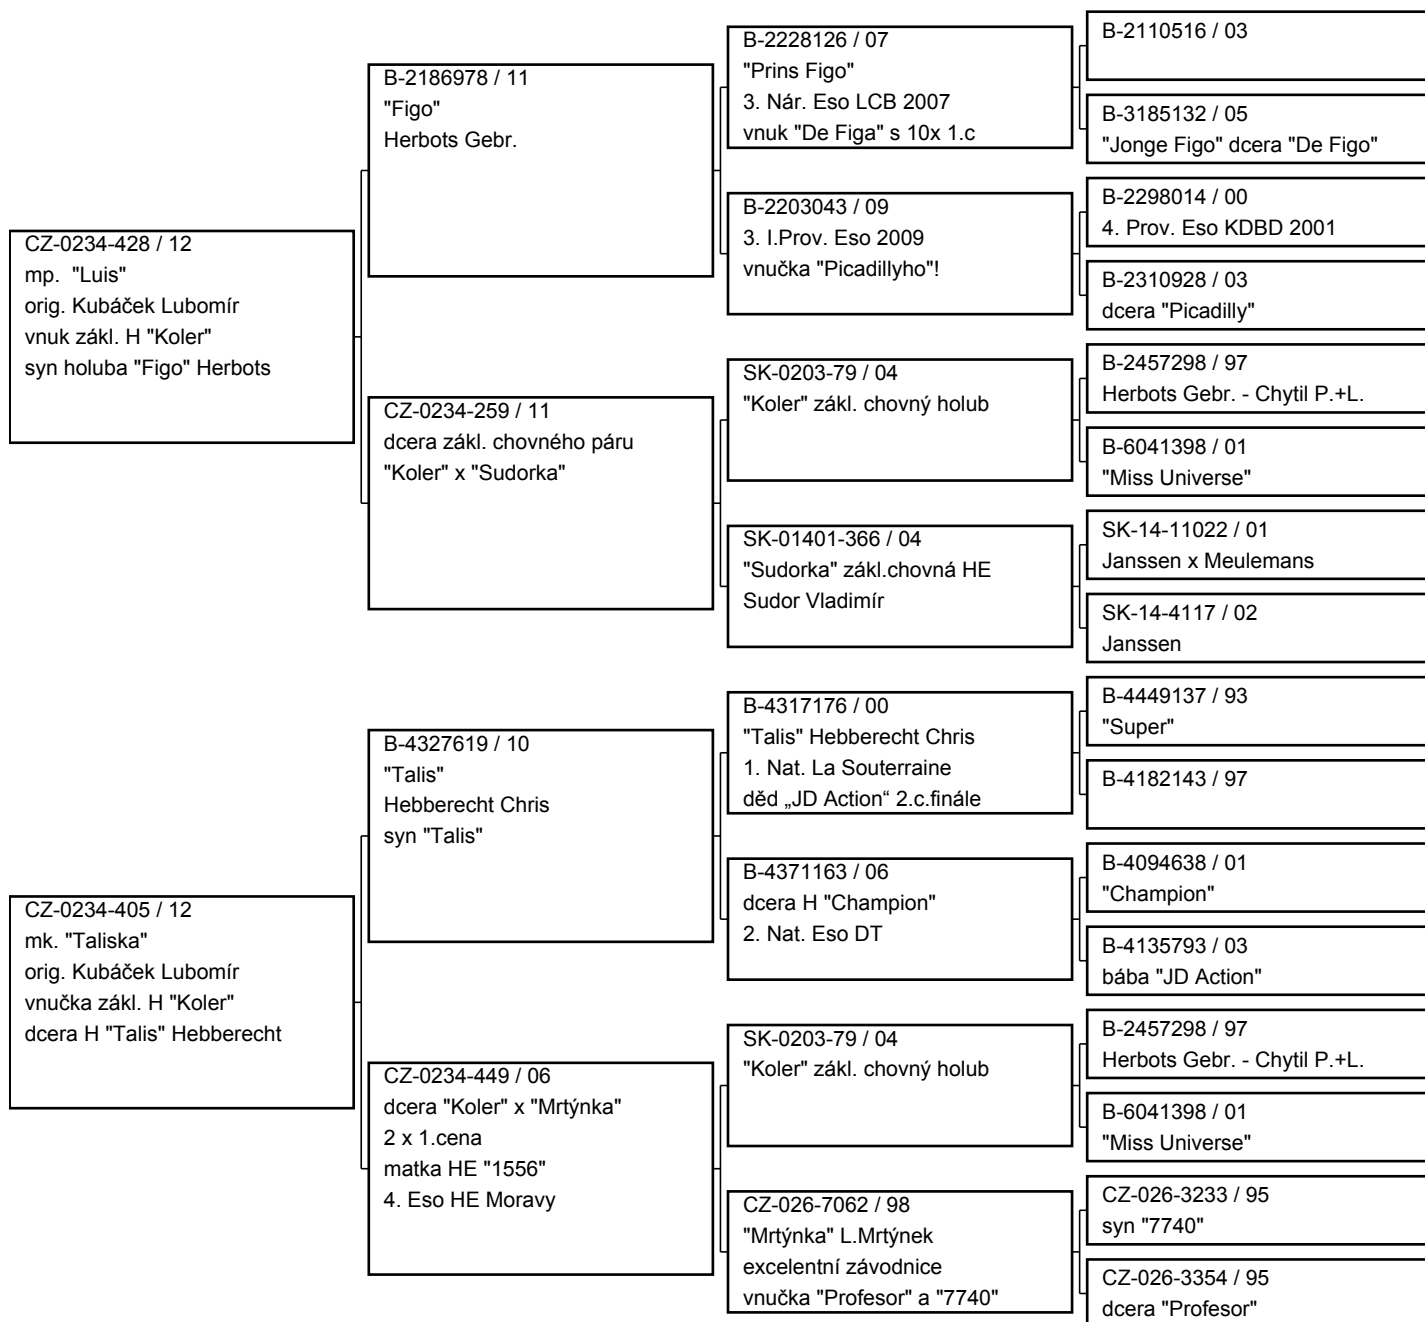 CZ-0234-428 / 12
mp.  "Luis"
orig. Kubáček Lubomír
vnuk zákl. H "Koler"
syn holuba "Figo" Herbots
CZ-0234-405 / 12
mk. "Taliska"
orig. Kubáček Lubomír
vnučka zákl. H "Koler"
dcera H "Talis" Hebberecht
B-2186978 / 11
"Figo"
Herbots Gebr.
CZ-0234-259 / 11
dcera zákl. chovného páru
"Koler" x "Sudorka"
B-4327619 / 10
"Talis"
Hebberecht Chris
syn "Talis"
CZ-0234-449 / 06
dcera "Koler" x "Mrtýnka"
2 x 1.cena
matka HE "1556"
4. Eso HE Moravy
B-2228126 / 07
"Prins Figo"
3. Nár. Eso LCB 2007
vnuk "De Figa" s 10x 1.c
B-2203043 / 09
3. I.Prov. Eso 2009
vnučka "Picadillyho"!
SK-0203-79 / 04
"Koler" zákl. chovný holub
SK-01401-366 / 04
"Sudorka" zákl.chovná HE
Sudor Vladimír
B-4317176 / 00
"Talis" Hebberecht Chris
1. Nat. La Souterraine
děd „JD Action“ 2.c.finále
B-4371163 / 06
dcera H "Champion"
2. Nat. Eso DT
SK-0203-79 / 04
"Koler" zákl. chovný holub
CZ-026-7062 / 98
"Mrtýnka" L.Mrtýnek
excelentní závodnice
vnučka "Profesor" a "7740"
B-2110516 / 03
B-3185132 / 05
"Jonge Figo" dcera "De Figo"
B-2298014 / 00
4. Prov. Eso KDBD 2001
B-2310928 / 03
dcera "Picadilly"
B-2457298 / 97
Herbots Gebr. - Chytil P.+L.
B-6041398 / 01
"Miss Universe"
SK-14-11022 / 01
Janssen x Meulemans
SK-14-4117 / 02
Janssen
B-4449137 / 93
"Super"
B-4182143 / 97
B-4094638 / 01
"Champion"
B-4135793 / 03
bába "JD Action"
B-2457298 / 97
Herbots Gebr. - Chytil P.+L.
B-6041398 / 01
"Miss Universe"
CZ-026-3233 / 95
syn "7740"
CZ-026-3354 / 95
dcera "Profesor"